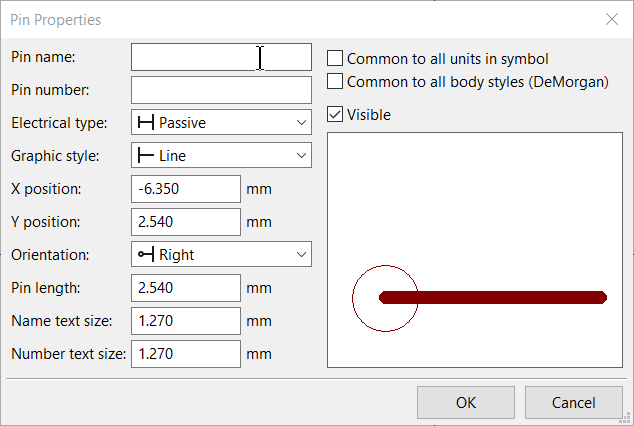 Pin Properties
Pin name:
Pin number:
Electrical type: Passive
Graphic style: Line
X position: -6.350 mm
Y position: 2.540 mm
Orientation: Right
Pin length: 2.540 mm
Name text size: 1.270 mm
Number text size: 1.270 mm
Common to all units in symbol
Common to all body styles (DeMorgan)
Visible
OK Cancel